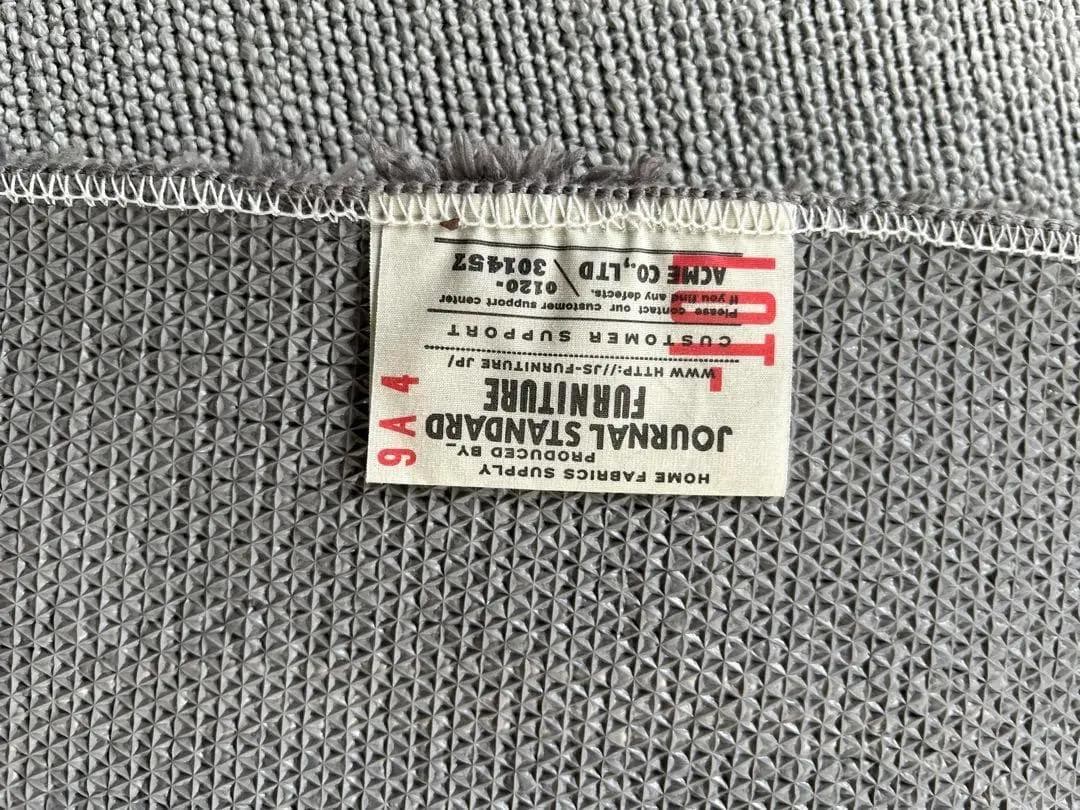 HOME FABRICS SUPPLY
PRODUCED BY_
JOURNAL STANDARD
FURNITURE
WWW HTTP://JS-FURNITURE JP/
CUSTOMER SUPPORT
Please contact our customer support center
If you find any defects.
ACME CO.,LTD / 0120-
301457
LOT-
9A4